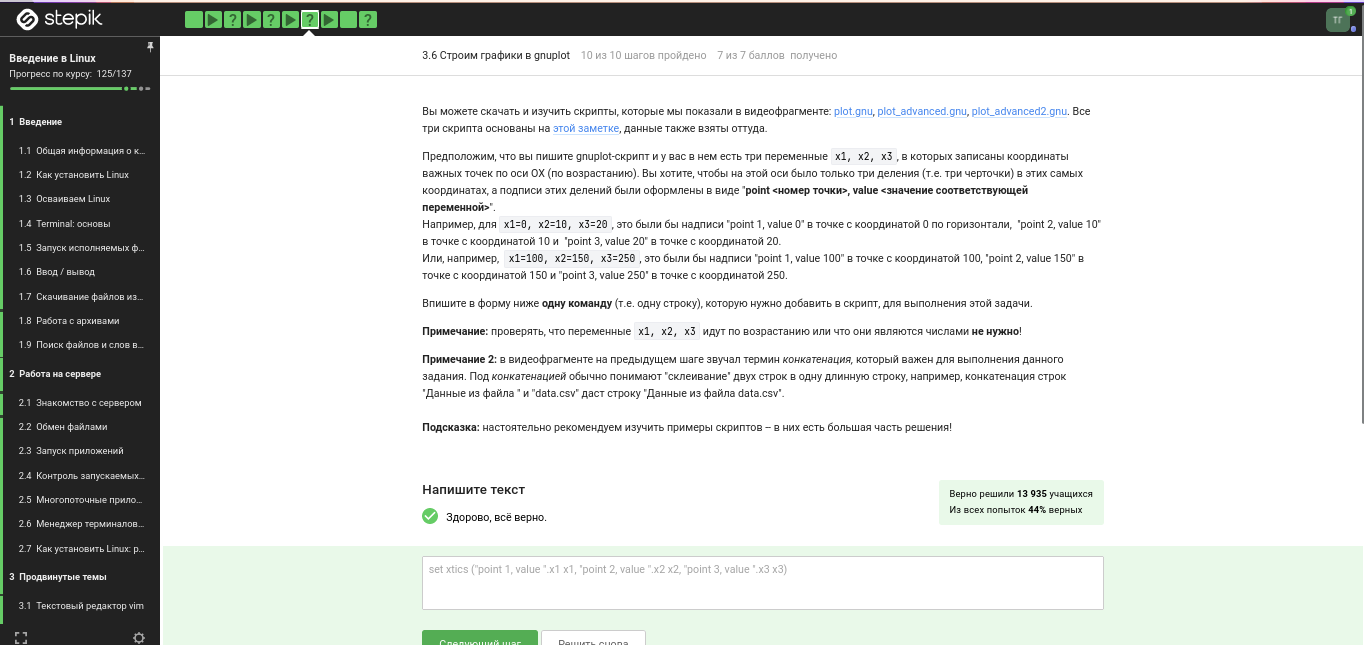 stepik
? ? ? ?
ТГ 1
Введение в Linux
Прогресс по курсу: 125/137
1 Введение
1.1 Общая информация о к...
1.2 Как установить Linux
1.3 Осваиваем Linux
1.4 Terminal: основы
1.5 Запуск исполняемых ф...
1.6 Ввод / вывод
1.7 Скачивание файлов из...
1.8 Работа с архивами
1.9 Поиск файлов и слов в...
2 Работа на сервере
2.1 Знакомство с сервером
2.2 Обмен файлами
2.3 Запуск приложений
2.4 Контроль запускаемых...
2.5 Многопоточные прило...
2.6 Менеджер терминалов...
2.7 Как установить Linux: р...
3 Продвинутые темы
3.1 Текстовый редактор vim
3.6 Строим графики в gnuplot 10 из 10 шагов пройдено 7 из 7 баллов получено
Вы можете скачать и изучить скрипты, которые мы показали в видеофрагменте: plot.gnu, plot_advanced.gnu, plot_advanced2.gnu. Все
три скрипта основаны на этой заметке, данные также взяты оттуда.
Предположим, что вы пишите gnuplot-скрипт и у вас в нем есть три переменные x1, x2, x3, в которых записаны координаты
важных точек по оси OX (по возрастанию). Вы хотите, чтобы на этой оси было только три деления (т.е. три черточки) в этих самых
координатах, а подписи этих делений были оформлены в виде "point <номер точки>, value <значение соответствующей
переменной>".
Например, для x1=0, x2=10, x3=20, это были бы надписи "point 1, value 0" в точке с координатой 0 по горизонтали, "point 2, value 10"
в точке с координатой 10 и "point 3, value 20" в точке с координатой 20.
Или, например, x1=100, x2=150, x3=250, это были бы надписи "point 1, value 100" в точке с координатой 100, "point 2, value 150" в
точке с координатой 150 и "point 3, value 250" в точке с координатой 250.
Впишите в форму ниже одну команду (т.е. одну строку), которую нужно добавить в скрипт, для выполнения этой задачи.
Примечание: проверять, что переменные x1, x2, x3 идут по возрастанию или что они являются числами не нужно!
Примечание 2: в видеофрагменте на предыдущем шаге звучал термин конкатенация, который важен для выполнения данного
задания. Под конкатенацией обычно понимают "склеивание" двух строк в одну длинную строку, например, конкатенация строк
"Данные из файла " и "data.csv" даст строку "Данные из файла data.csv".
Подсказка: настоятельно рекомендуем изучить примеры скриптов – в них есть большая часть решения!
Напишите текст
Здорово, всё верно.
Верно решили 13 935 учащихся
Из всех попыток 44% верных
set xtics ("point 1, value ".x1 x1, "point 2, value ".x2 x2, "point 3, value ".x3 x3)
Следующий шаг Решить снова